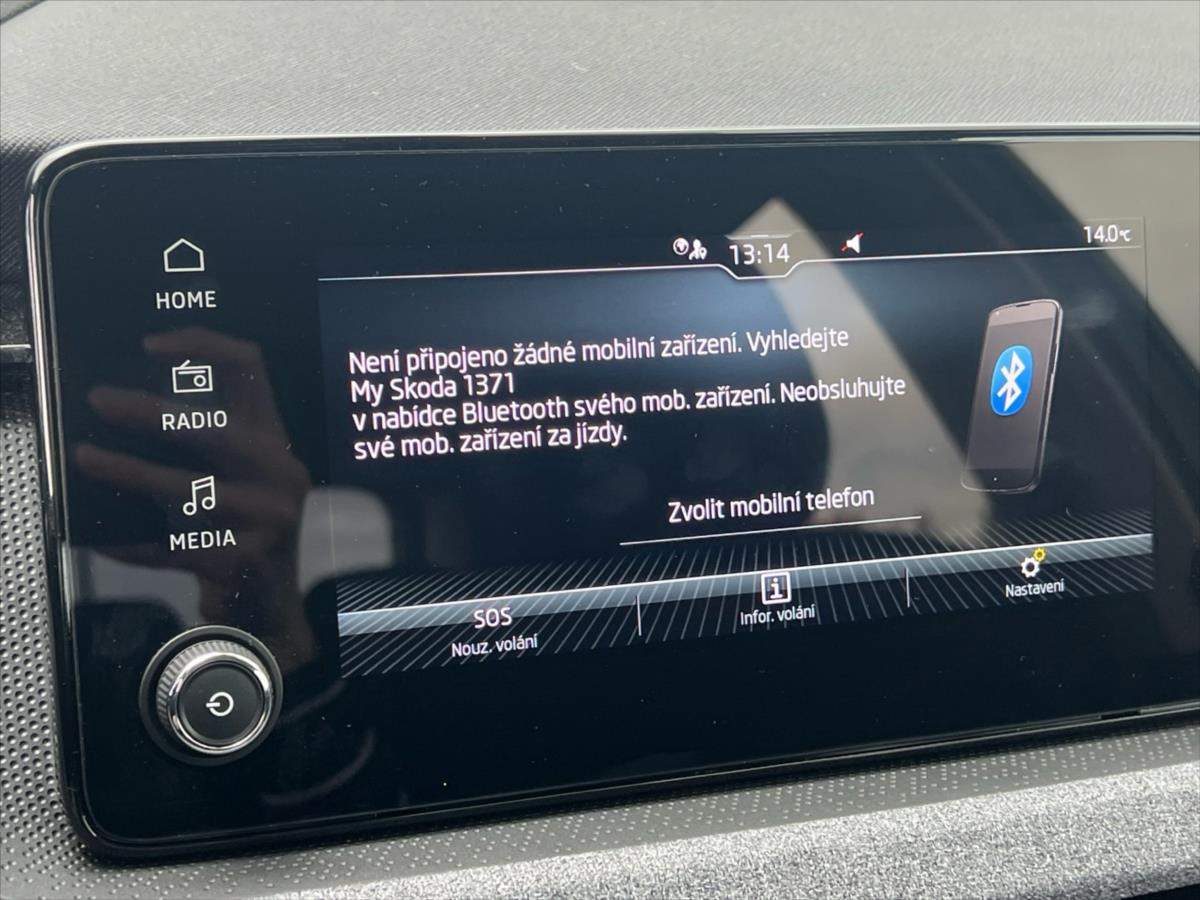 13:14
14.0°C
HOME
RADIO
MEDIA
Není připojeno žádné mobilní zařízení. Vyhledejte
My Skoda 1371
v nabídce Bluetooth svého mob. zařízení. Neobsluhujte
své mob. zařízení za jízdy.
Zvolit mobilní telefon
SOS
Nouz. volání
i
Infor. volání
Nastavení